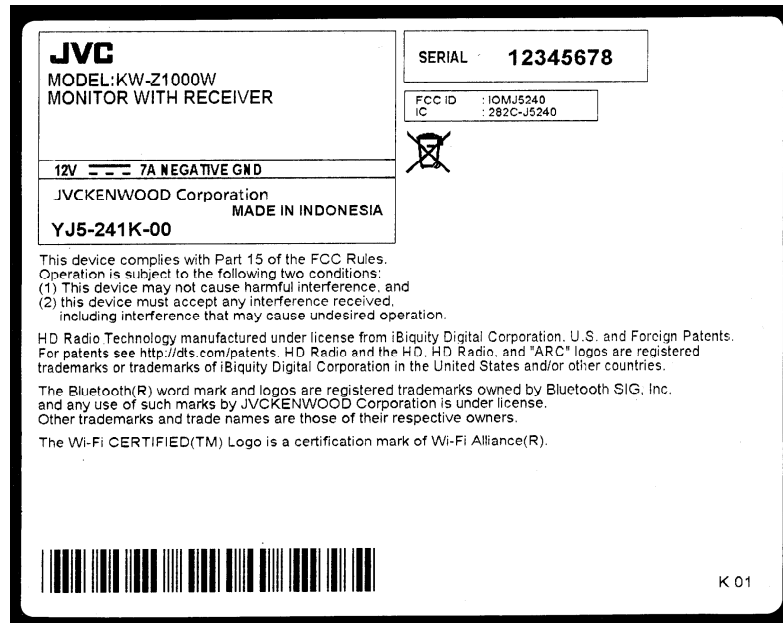 JVC
MODEL:KW-Z1000W
MONITOR WITH RECEIVER
12V 7A NEGATIVE GND
JVCKENWOOD Corporation
MADE IN INDONESIA
YJ5-241K-00
SERIAL 12345678
FCC ID : IOMJ5240
IC : 282C-J5240
This device complies with Part 15 of the FCC Rules.
Operation is subject to the following two conditions:
(1) This device may not cause harmful interference, and
(2) this device must accept any interference received,
including interference that may cause undesired operation.
HD Radio Technology manufactured under license from iBiquity Digital Corporation. U.S. and Foreign Patents.
For patents see http://dts.com/patents. HD Radio and the HD, HD Radio, and "ARC" logos are registered
trademarks or trademarks of iBiquity Digital Corporation in the United States and/or other countries.
The Bluetooth(R) word mark and logos are registered trademarks owned by Bluetooth SIG, Inc.
and any use of such marks by JVCKENWOOD Corporation is under license.
Other trademarks and trade names are those of their respective owners.
The Wi-Fi CERTIFIED(TM) Logo is a certification mark of Wi-Fi Alliance(R).
K 01